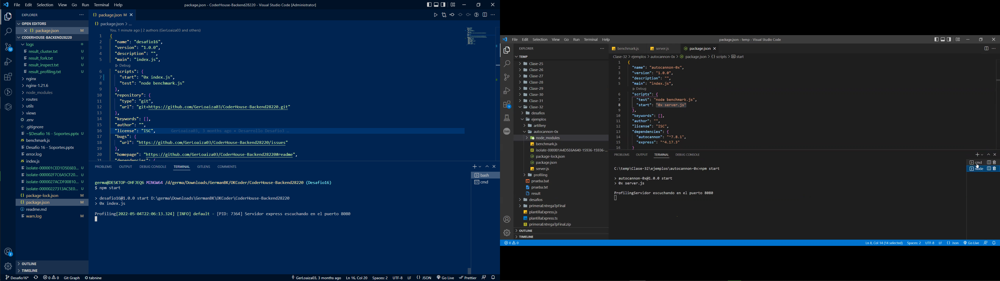 File Edit Selection View Go Run Terminal Help
package.json - CoderHouse-Backend28220 - Visual Studio Code [Administrator]
EXPLORER
OPEN EDITORS
{} package.json M
CODERHOUSE-BACKEND28220
logs
result_cluster.txt U
result_fork.txt U
result_inspect.txt U
result_profiling.txt U
nginx
nginx-1.21.6
node_modules
routes
utils
views
.env
.gitignore
~$Desafio 16 - Soportes.pptx U
JS benchmark.js
Desafio 16 - Soportes.pptx
error.log
JS index.js
isolate-000001CED1D5E6E0... U
isolate-000002F7C6A5CF20... U
isolate-0000027ACDF00810... U
isolate-00000227313AC5E0... U
{} package-lock.json M
{} package.json M
readme.md
warn.log M
OUTLINE
TIMELINE
12
2
{} package.json M
{} package.json > ...
You, 1 minute ago | 2 authors (GerLoaiza03 and others)
1 {
2 "name": "desafio16",
3 "version": "1.0.0",
4 "description": "",
5 "main": "index.js",
Debug
6 "scripts": {
7 "start": "0x index.js",
8 "test": "node benchmark.js"
9 },
10 "repository": {
11 "type": "git",
12 "url": "git+https://github.com/GerLoaiza03/CoderHouse-Backend28220.git"
13 },
14 "keywords": [],
15 "author": "",
16 "license": "ISC", GerLoaiza03, 3 months ago • Desarrollo Desafio3 …
17 "bugs": {
18 "url": "https://github.com/GerLoaiza03/CoderHouse-Backend28220/issues"
19 },
20 "homepage": "https://github.com/GerLoaiza03/CoderHouse-Backend28220#readme",
21 "dependencies": {
PROBLEMS OUTPUT DEBUG CONSOLE TERMINAL GITLENS COMMENTS
bash
cmd
germa@DESKTOP-OHFJEQ6 MINGW64 /d/germa/Downloads/GermanBK/OKCoder/CoderHouse-Backend28220 (Desafio16)
$ npm start
> desafio16@1.0.0 start D:\germa\Downloads\GermanBK\OKCoder\CoderHouse-Backend28220
> 0x index.js
Profiling[2022-05-04T22:06:13.324] [INFO] default - [PID: 7364] Servidor express escuchando en el puerto 8080
Desafio16* 0 0 Git Graph tabnine GerLoaiza03, 3 months ago Ln 16, Col 20 Spaces: 2 UTF-8 LF {} JSON Go Live Prettier
File Edit Selection View Go Run Terminal Help
package.json - temp - Visual Studio Code
EXPLORER
TEMP
Clase-25
Clase-26
Clase-27
Clase-28
Clase-29
Clase-30
Clase-31
Clase-32
desafios
ejemplos
artillery
autocannon-0x
node_modules
benchmark.js
isolate-000001A4D5E6A640-15936-15936-...
package-lock.json
package.json
server.js
profiling
prueba.bat
prueba.txt
result
desafios
primeraEntregaTpFinal
plantillaExpress.js
plantillaExpress.ts
primeraEntregaTpFinal.zip
OUTLINE
TIMELINE
1
Json
benchmark.js server.js package.json
Clase-32 > ejemplos > autocannon-0x > package.json > {} scripts > start
1 {
2 "name": "autocannon-0x",
3 "version": "1.0.0",
4 "description": "",
5 "main": "index.js",
Debug
6 "scripts": {
7 "test": "node benchmark.js",
8 "start": "0x server.js"
9 },
10 "keywords": [],
11 "author": "",
12 "license": "ISC",
13 "dependencies": {
14 "autocannon": "^7.8.1",
15 "express": "^4.17.3"
16 }
PROBLEMS OUTPUT TERMINAL DEBUG CONSOLE
cmd
node
C:\temp\Clase-32\ejemplos\autocannon-0x>npm start
> autocannon-0x@1.0.0 start
> 0x server.js
ProfilingServidor escuchando en el puerto 8080
0 0 Ln 8, Col 14 (14 selected) Spaces: 2 UTF-8 LF {} Json Go Live